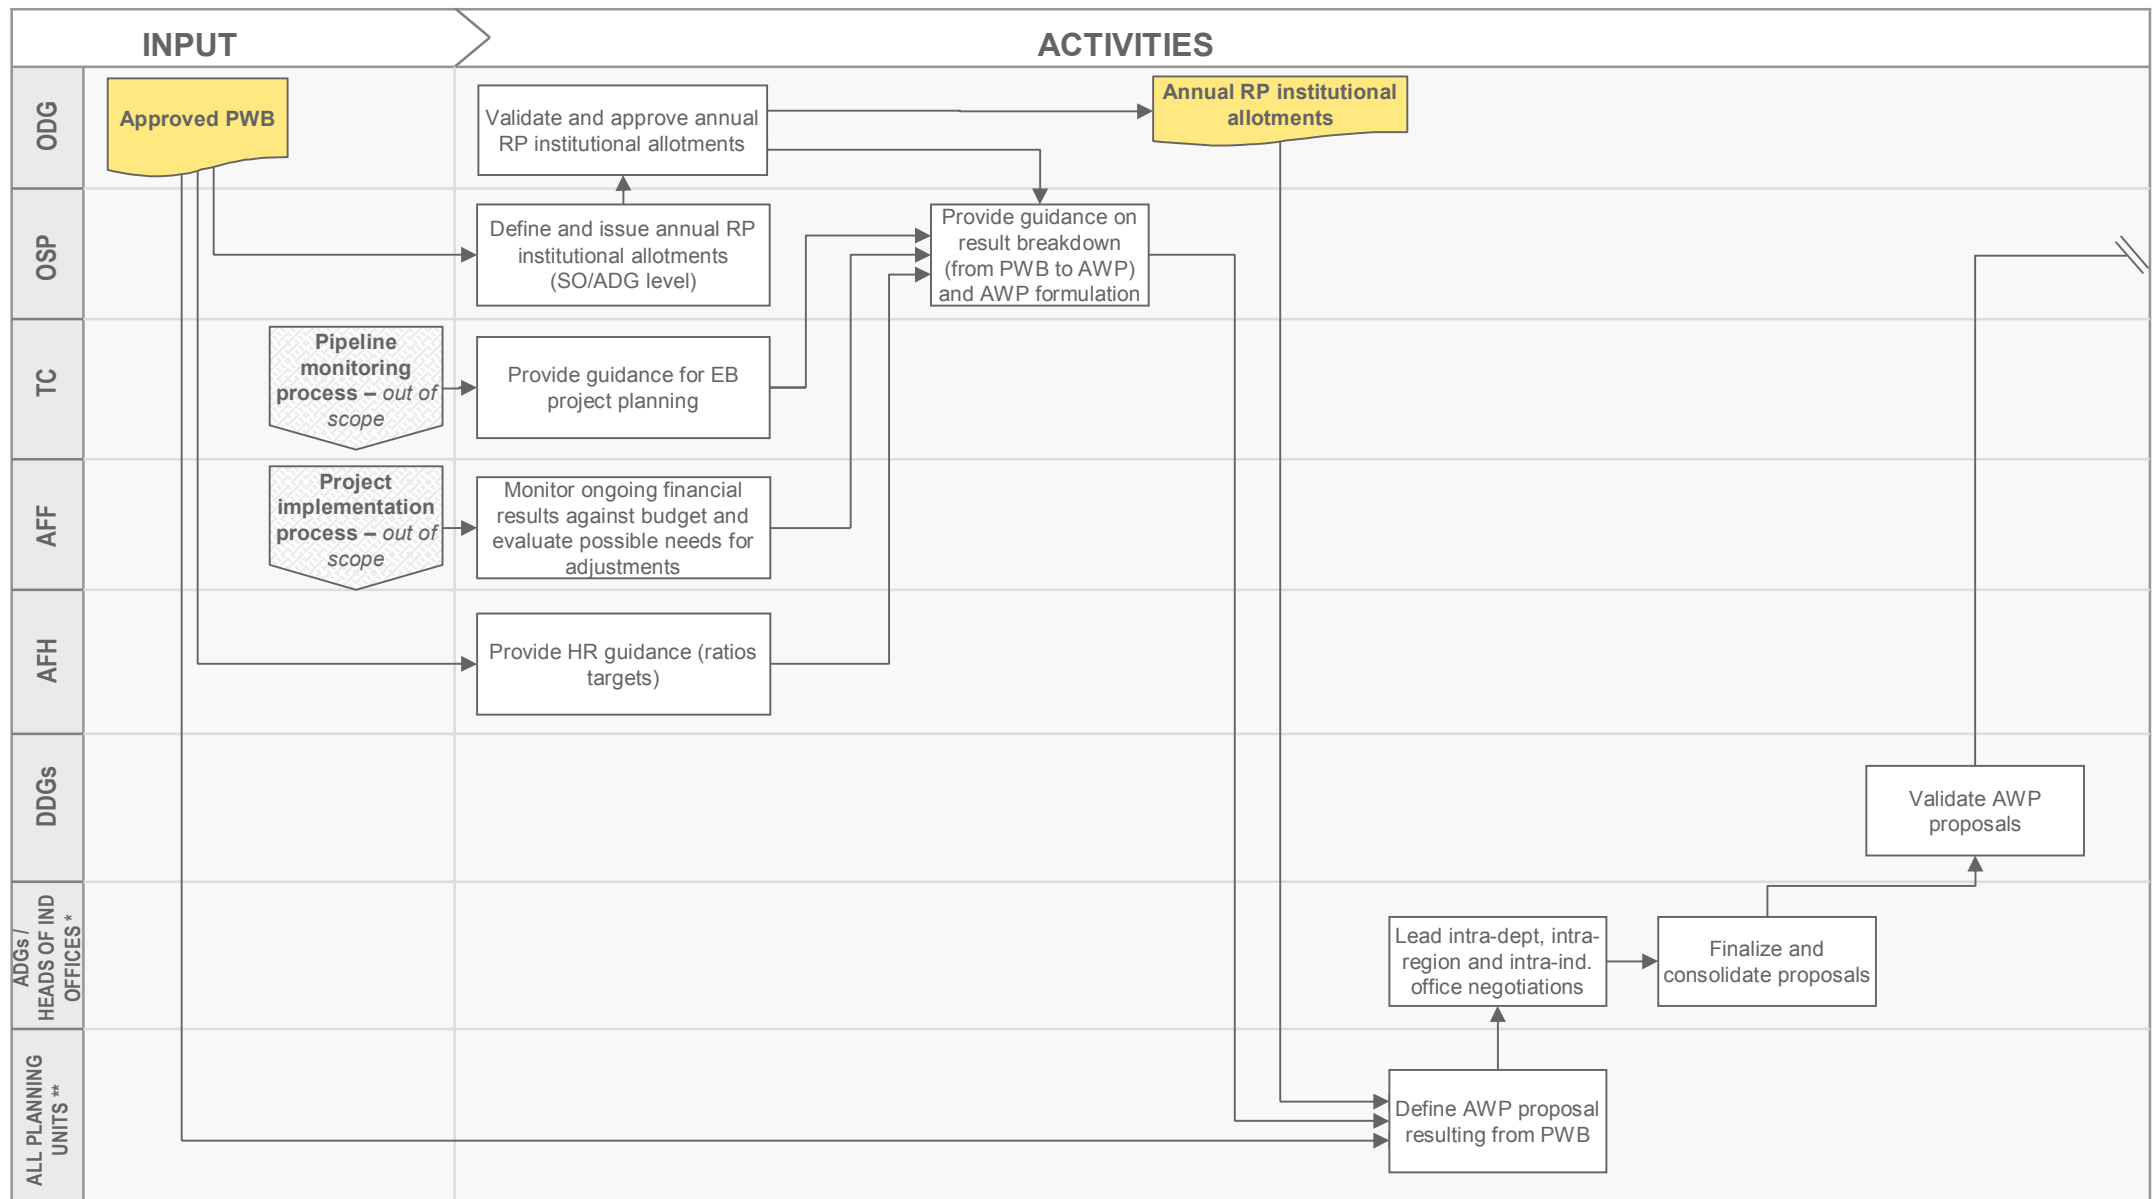 INPUT
ACTIVITIES
ODG
Approved PWB
Validate and approve annual
RP institutional allotments
Annual RP institutional
allotments
OSP
Define and issue annual RP
institutional allotments
(SO/ADG level)
Provide guidance on
result breakdown
(from PWB to AWP)
and AWP formulation
TC
Pipeline
monitoring
process – out of
scope
Provide guidance for EB
project planning
AFF
Project
implementation
process – out of
scope
Monitor ongoing financial
results against budget and
evaluate possible needs for
adjustments
AFH
Provide HR guidance (ratios
targets)
DDGs
Validate AWP
proposals
ADGs /
HEADS OF IND
OFFICES *
Lead intra-dept, intra-
region and intra-ind.
office negotiations
Finalize and
consolidate proposals
ALL PLANNING
UNITS **
Define AWP proposal
resulting from PWB